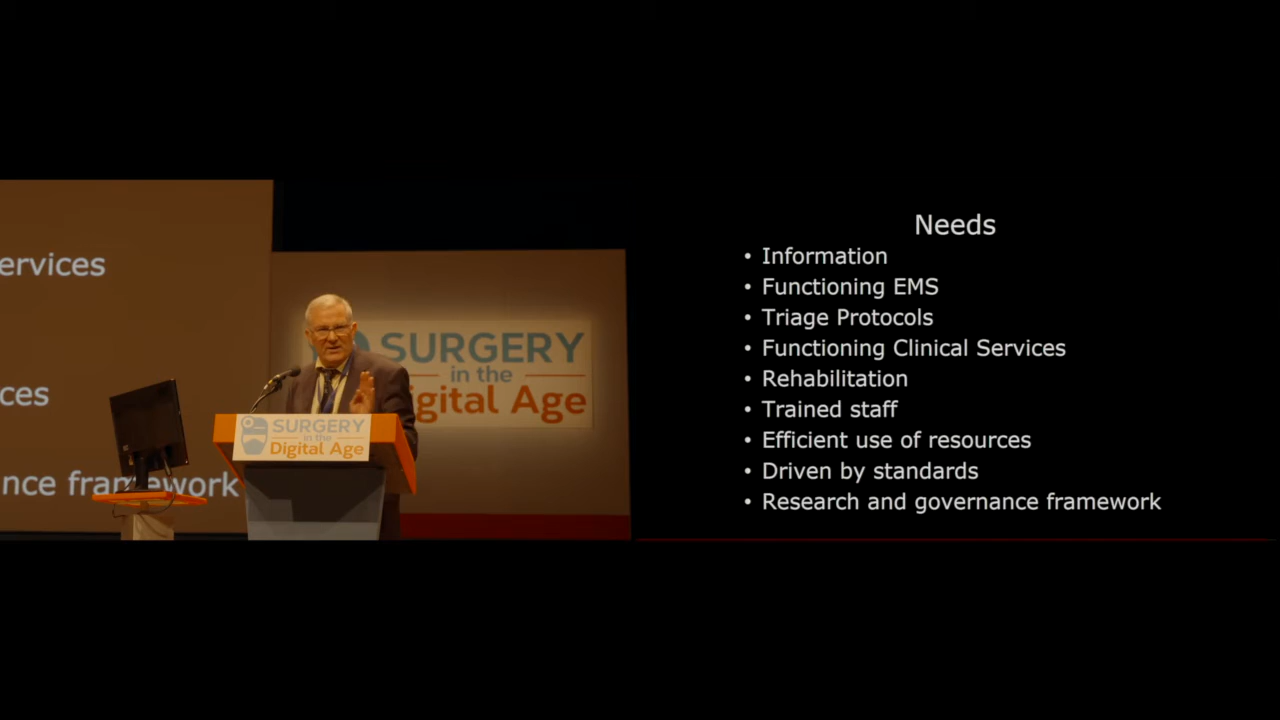 ervices
ces
nce framework
SURGERY
in the
Digital Age
SURGERY
in the
Digital Age
Needs
• Information
• Functioning EMS
• Triage Protocols
• Functioning Clinical Services
• Rehabilitation
• Trained staff
• Efficient use of resources
• Driven by standards
• Research and governance framework